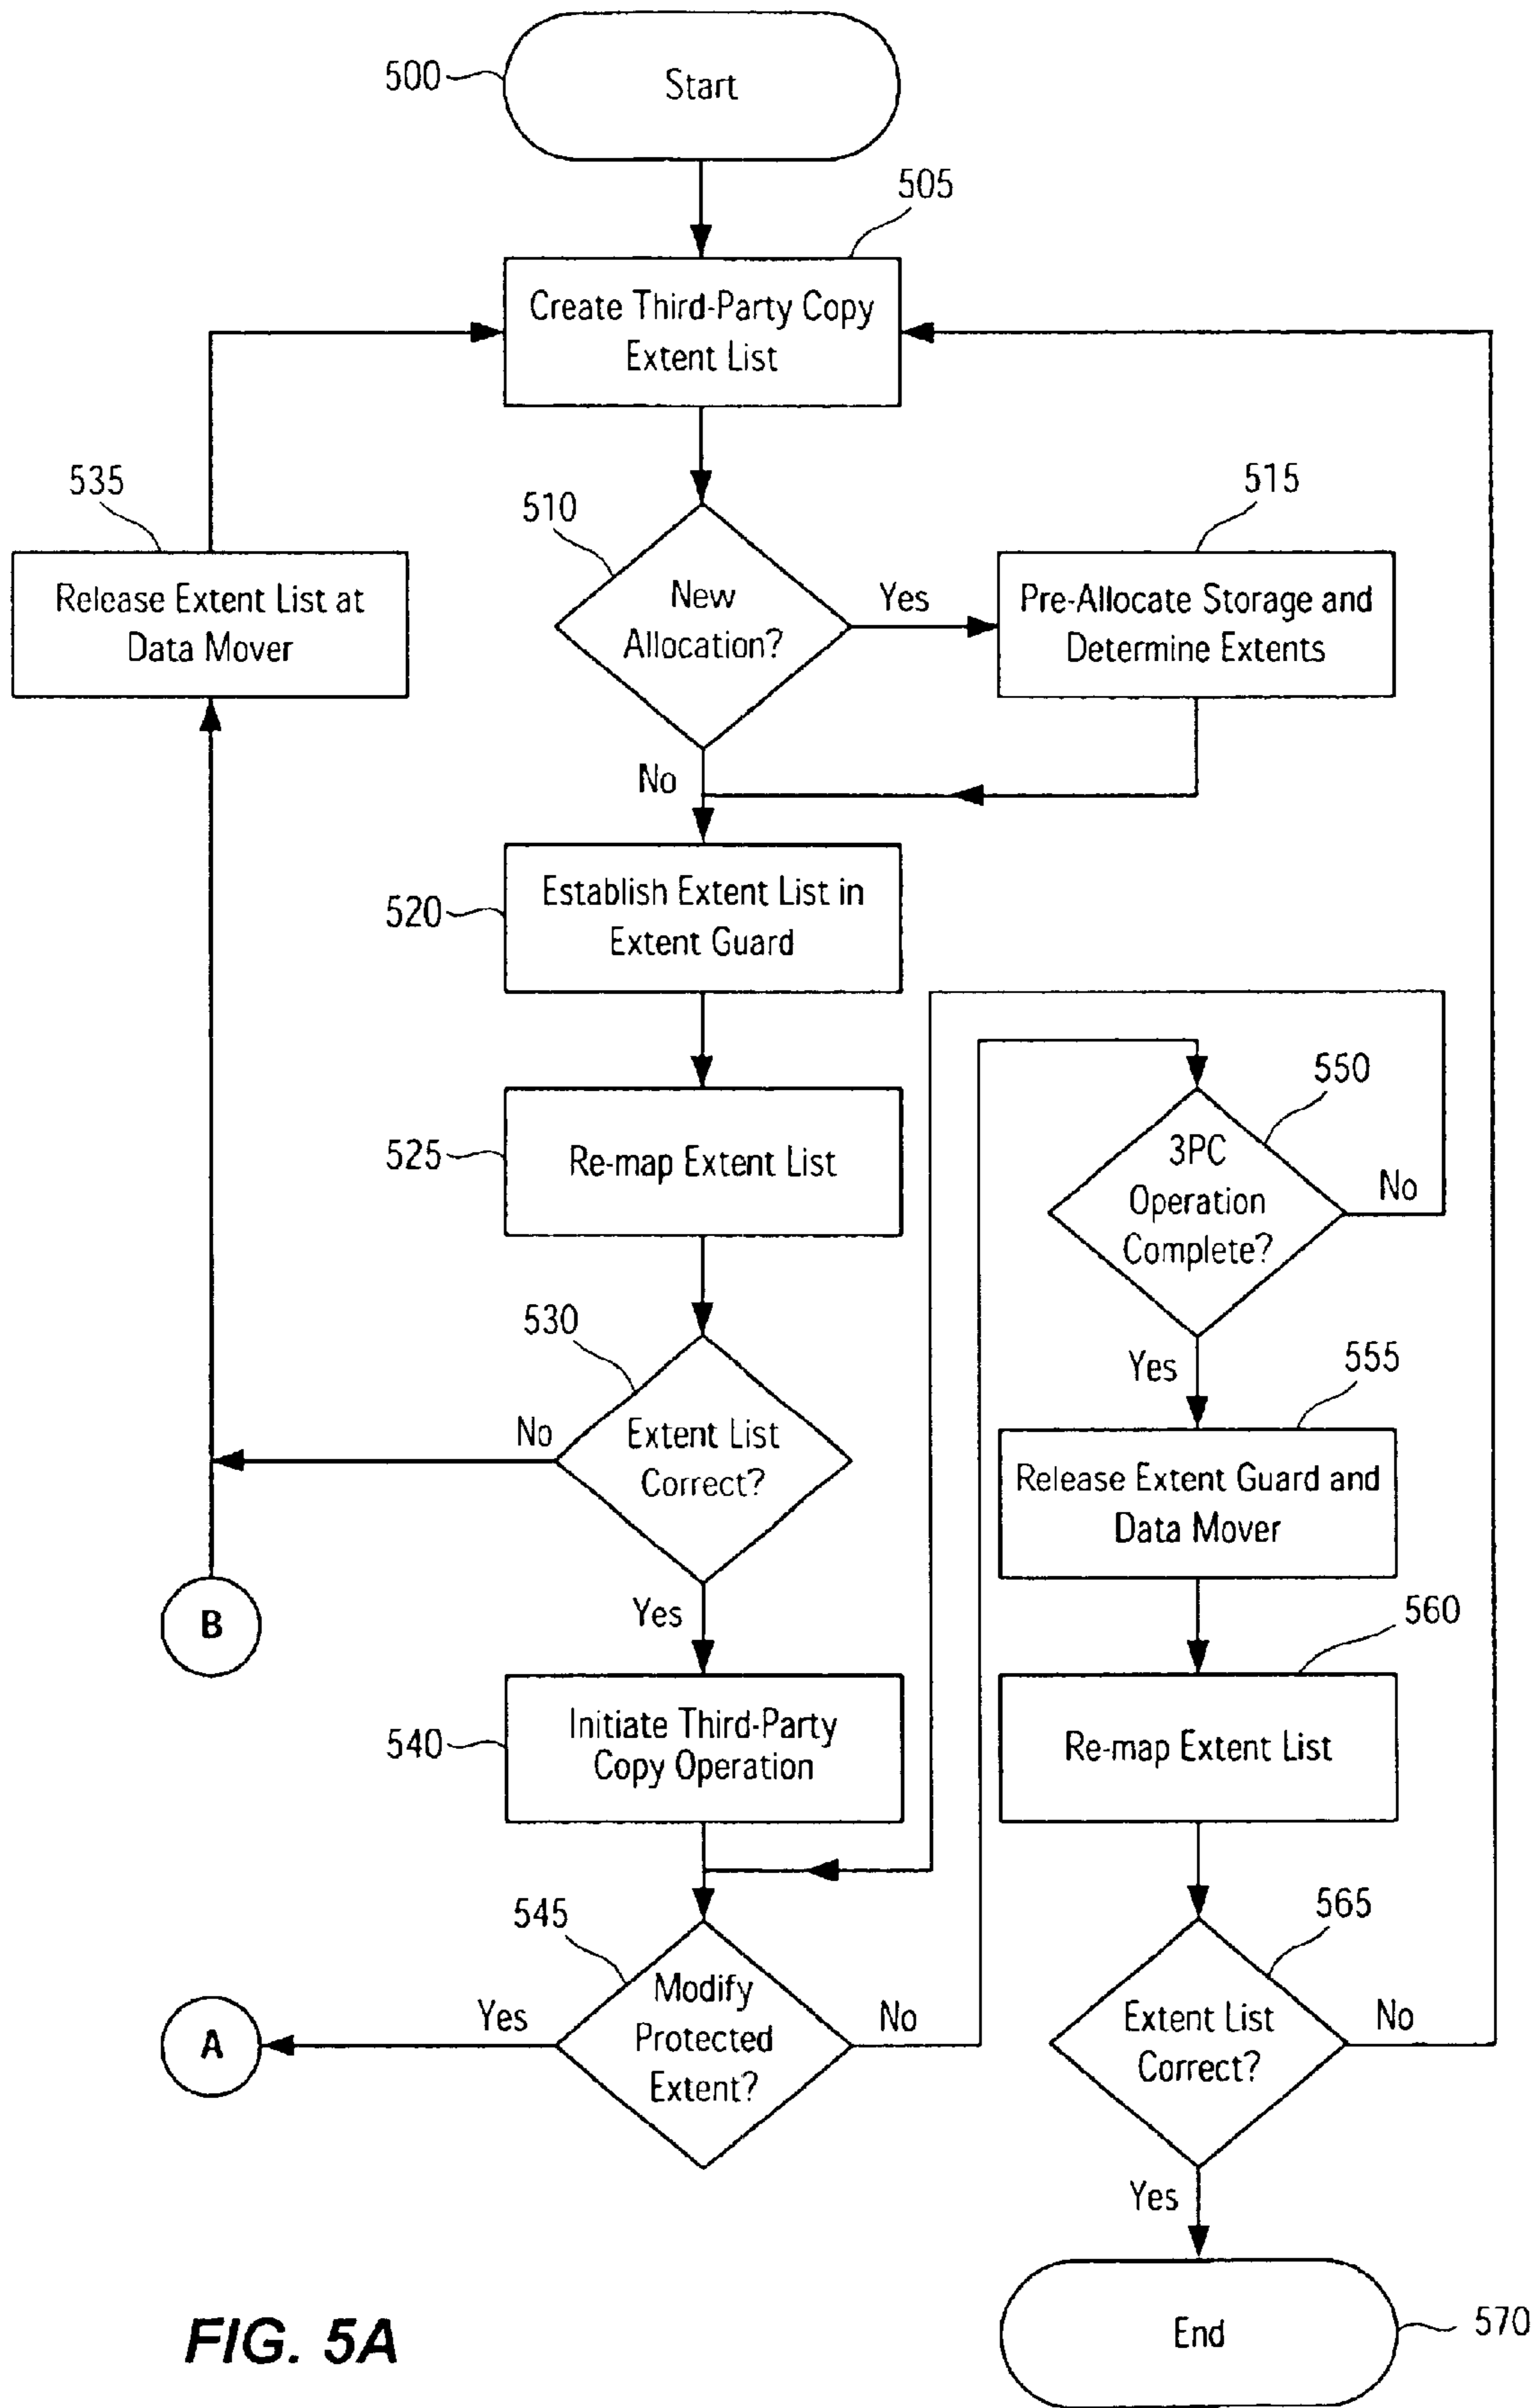 500
Start
505
Create Third-Party Copy
Extent List
535
Release Extent List at
Data Mover
510
New
Allocation?
Yes
515
Pre-Allocate Storage and
Determine Extents
No
520
Establish Extent List in
Extent Guard
525
Re-map Extent List
530
Extent List
Correct?
No
B
Yes
540
Initiate Third-Party
Copy Operation
545
Modify
Protected
Extent?
Yes
A
No
550
3PC
Operation
Complete?
No
Yes
555
Release Extent Guard and
Data Mover
560
Re-map Extent List
565
Extent List
Correct?
No
Yes
End
570
FIG. 5A